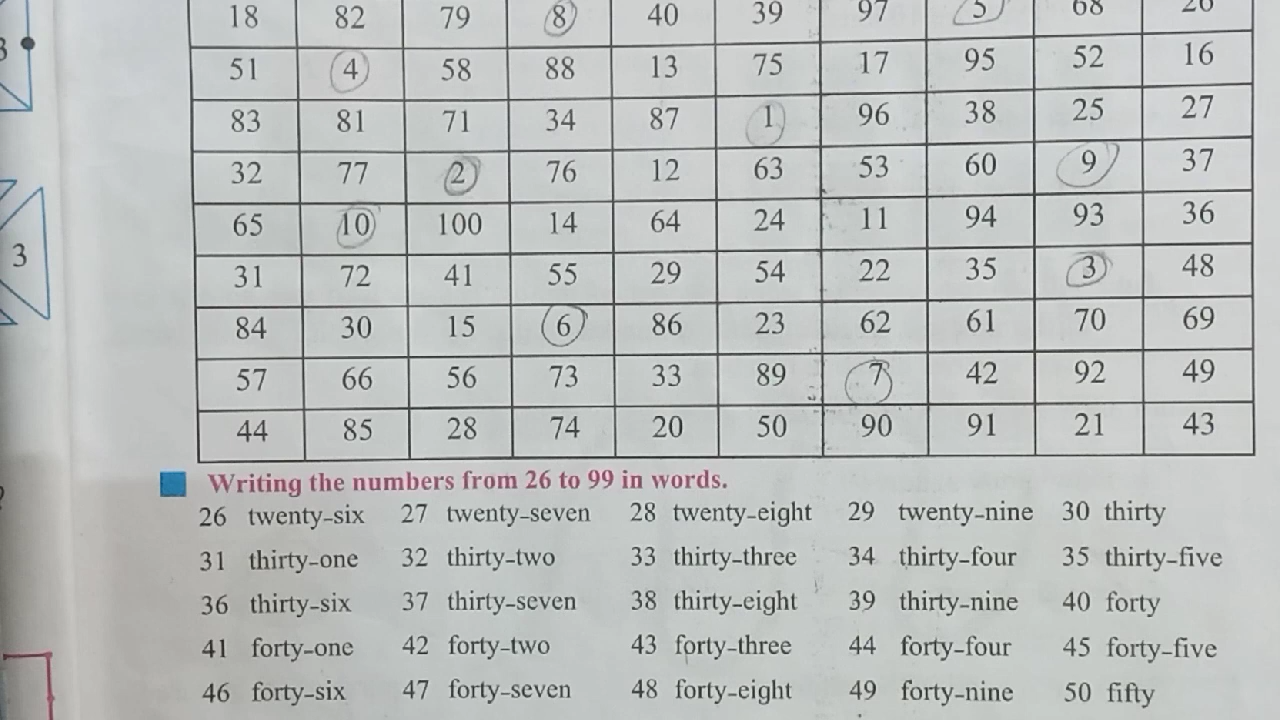 18 82 79 8 40 39 97 5 68 20
51 4 58 88 13 75 17 95 52 16
83 81 71 34 87 1 96 38 25 27
32 77 2 76 12 63 53 60 9 37
65 10 100 14 64 24 11 94 93 36
3
31 72 41 55 29 54 22 35 3 48
84 30 15 6 86 23 62 61 70 69
57 66 56 73 33 89 7 42 92 49
44 85 28 74 20 50 90 91 21 43
Writing the numbers from 26 to 99 in words.
26 twenty-six 27 twenty-seven 28 twenty-eight 29 twenty-nine 30 thirty
31 thirty-one 32 thirty-two 33 thirty-three 34 thirty-four 35 thirty-five
36 thirty-six 37 thirty-seven 38 thirty-eight 39 thirty-nine 40 forty
41 forty-one 42 forty-two 43 forty-three 44 forty-four 45 forty-five
46 forty-six 47 forty-seven 48 forty-eight 49 forty-nine 50 fifty